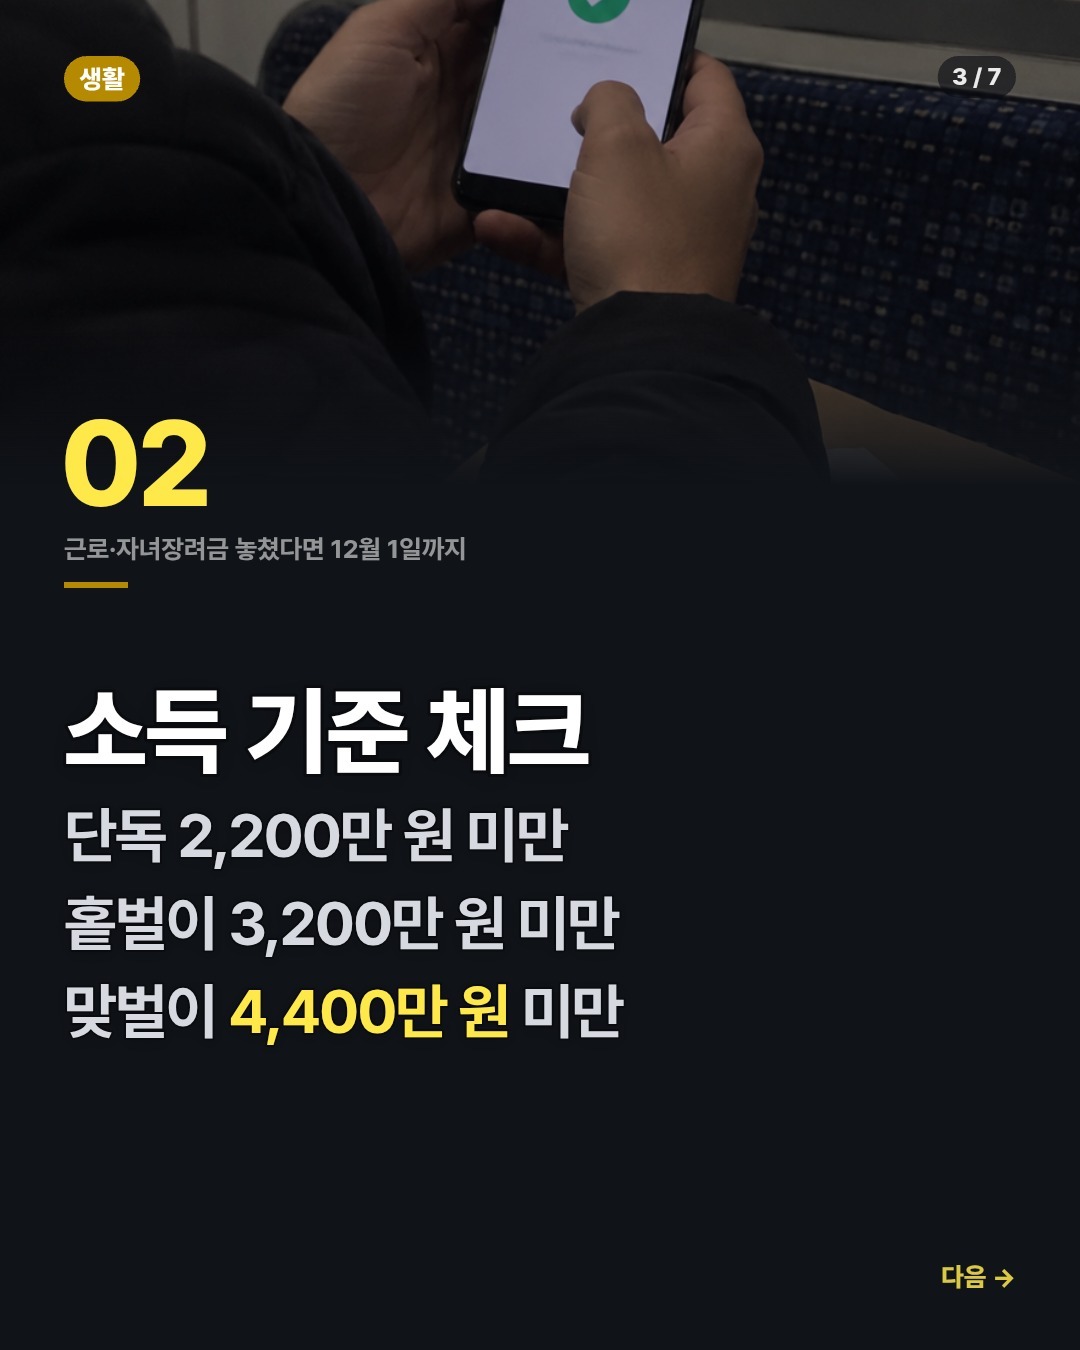 생활
3 / 7
02
근로·자녀장려금 놓쳤다면 12월 1일까지
소득 기준 체크
단독 2,200만 원 미만
홑벌이 3,200만 원 미만
맞벌이 4,400만 원 미만
다음 →